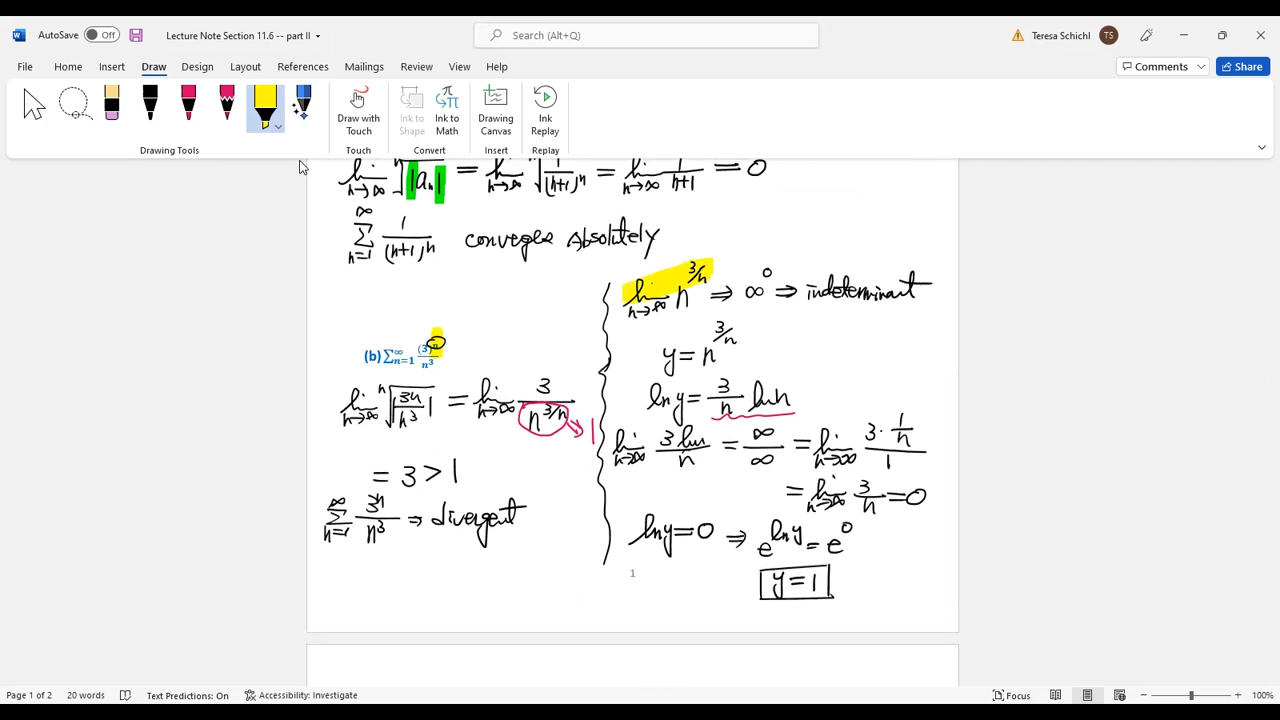 AutoSave Off Lecture Note Section 11.6 -- part II Search (Alt+Q) Teresa Schichl TS
File Home Insert Draw Design Layout References Mailings Review View Help Comments Share
Draw with Touch Ink to Shape Ink to Math Drawing Canvas Ink Replay
Drawing Tools Touch Convert Insert Replay
lim n→∞ ⁿ√|aₙ| = lim n→∞ ⁿ√(1/(n+1)ⁿ) = lim n→∞ 1/(n+1) = 0
∑ n=1 ∞ 1/(n+1)ⁿ converges absolutely
(b) ∑ n=1 ∞ (3)ⁿ/n³
lim n→∞ ⁿ√|3ⁿ/n³| = lim n→∞ 3/n^(3/n) → 1
= 3 > 1
∑ n=1 ∞ 3ⁿ/n³ ⇒ divergent
lim n→∞ n^(3/n) ⇒ ∞⁰ ⇒ indeterminant
y = n^(3/n)
ln y = 3/n ln n
lim n→∞ 3 ln n/n = ∞/∞ = lim n→∞ (3 · 1/n)/1
= lim n→∞ 3/n = 0
ln y = 0 ⇒ e^(ln y) = e⁰
y = 1
1
Page 1 of 2 20 words Text Predictions: On Accessibility: Investigate Focus 100%